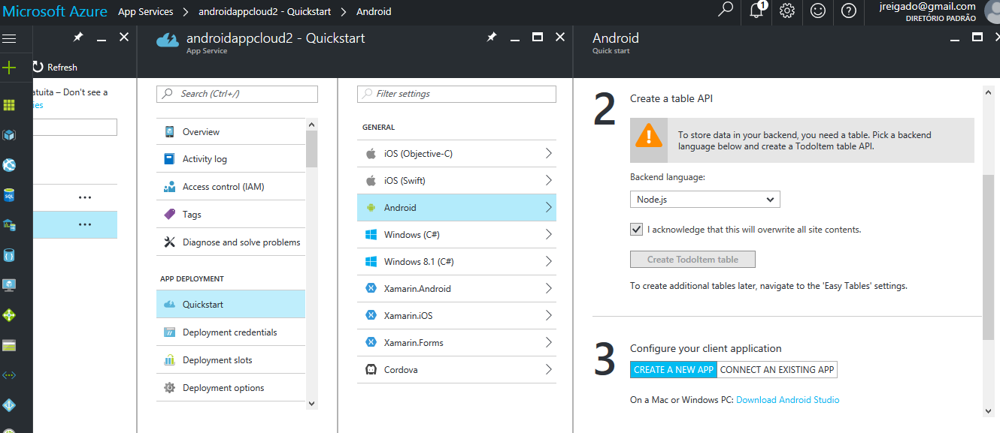 Microsoft Azure App Services > androidappcloud2 - Quickstart > Android
1
jreigado@gmail.com
DIRETÓRIO PADRÃO
Refresh
atuita – Don't see a
ies
SQL
androidappcloud2 - Quickstart
App Service
Search (Ctrl+/)
Overview
Activity log
Access control (IAM)
Tags
Diagnose and solve problems
APP DEPLOYMENT
Quickstart
Deployment credentials
Deployment slots
Deployment options
Filter settings
GENERAL
iOS (Objective-C)
iOS (Swift)
Android
Windows (C#)
Windows 8.1 (C#)
Xamarin.Android
Xamarin.iOS
Xamarin.Forms
Cordova
Android
Quick start
2
Create a table API
To store data in your backend, you need a table. Pick a backend
language below and create a TodoItem table API.
Backend language:
Node.js
I acknowledge that this will overwrite all site contents.
Create TodoItem table
To create additional tables later, navigate to the 'Easy Tables' settings.
3
Configure your client application
CREATE A NEW APP CONNECT AN EXISTING APP
On a Mac or Windows PC: Download Android Studio